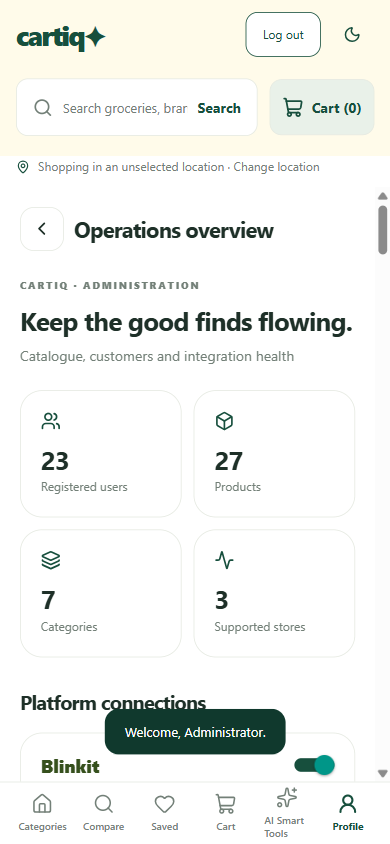 cartiq
Log out
Search groceries, brar Search
Cart (0)
Shopping in an unselected location · Change location
Operations overview
CARTIQ · ADMINISTRATION
Keep the good finds flowing.
Catalogue, customers and integration health
23
Registered users
27
Products
7
Categories
3
Supported stores
Platform connections
Welcome, Administrator.
Blinkit
Categories
Compare
Saved
Cart
AI Smart
Tools
Profile